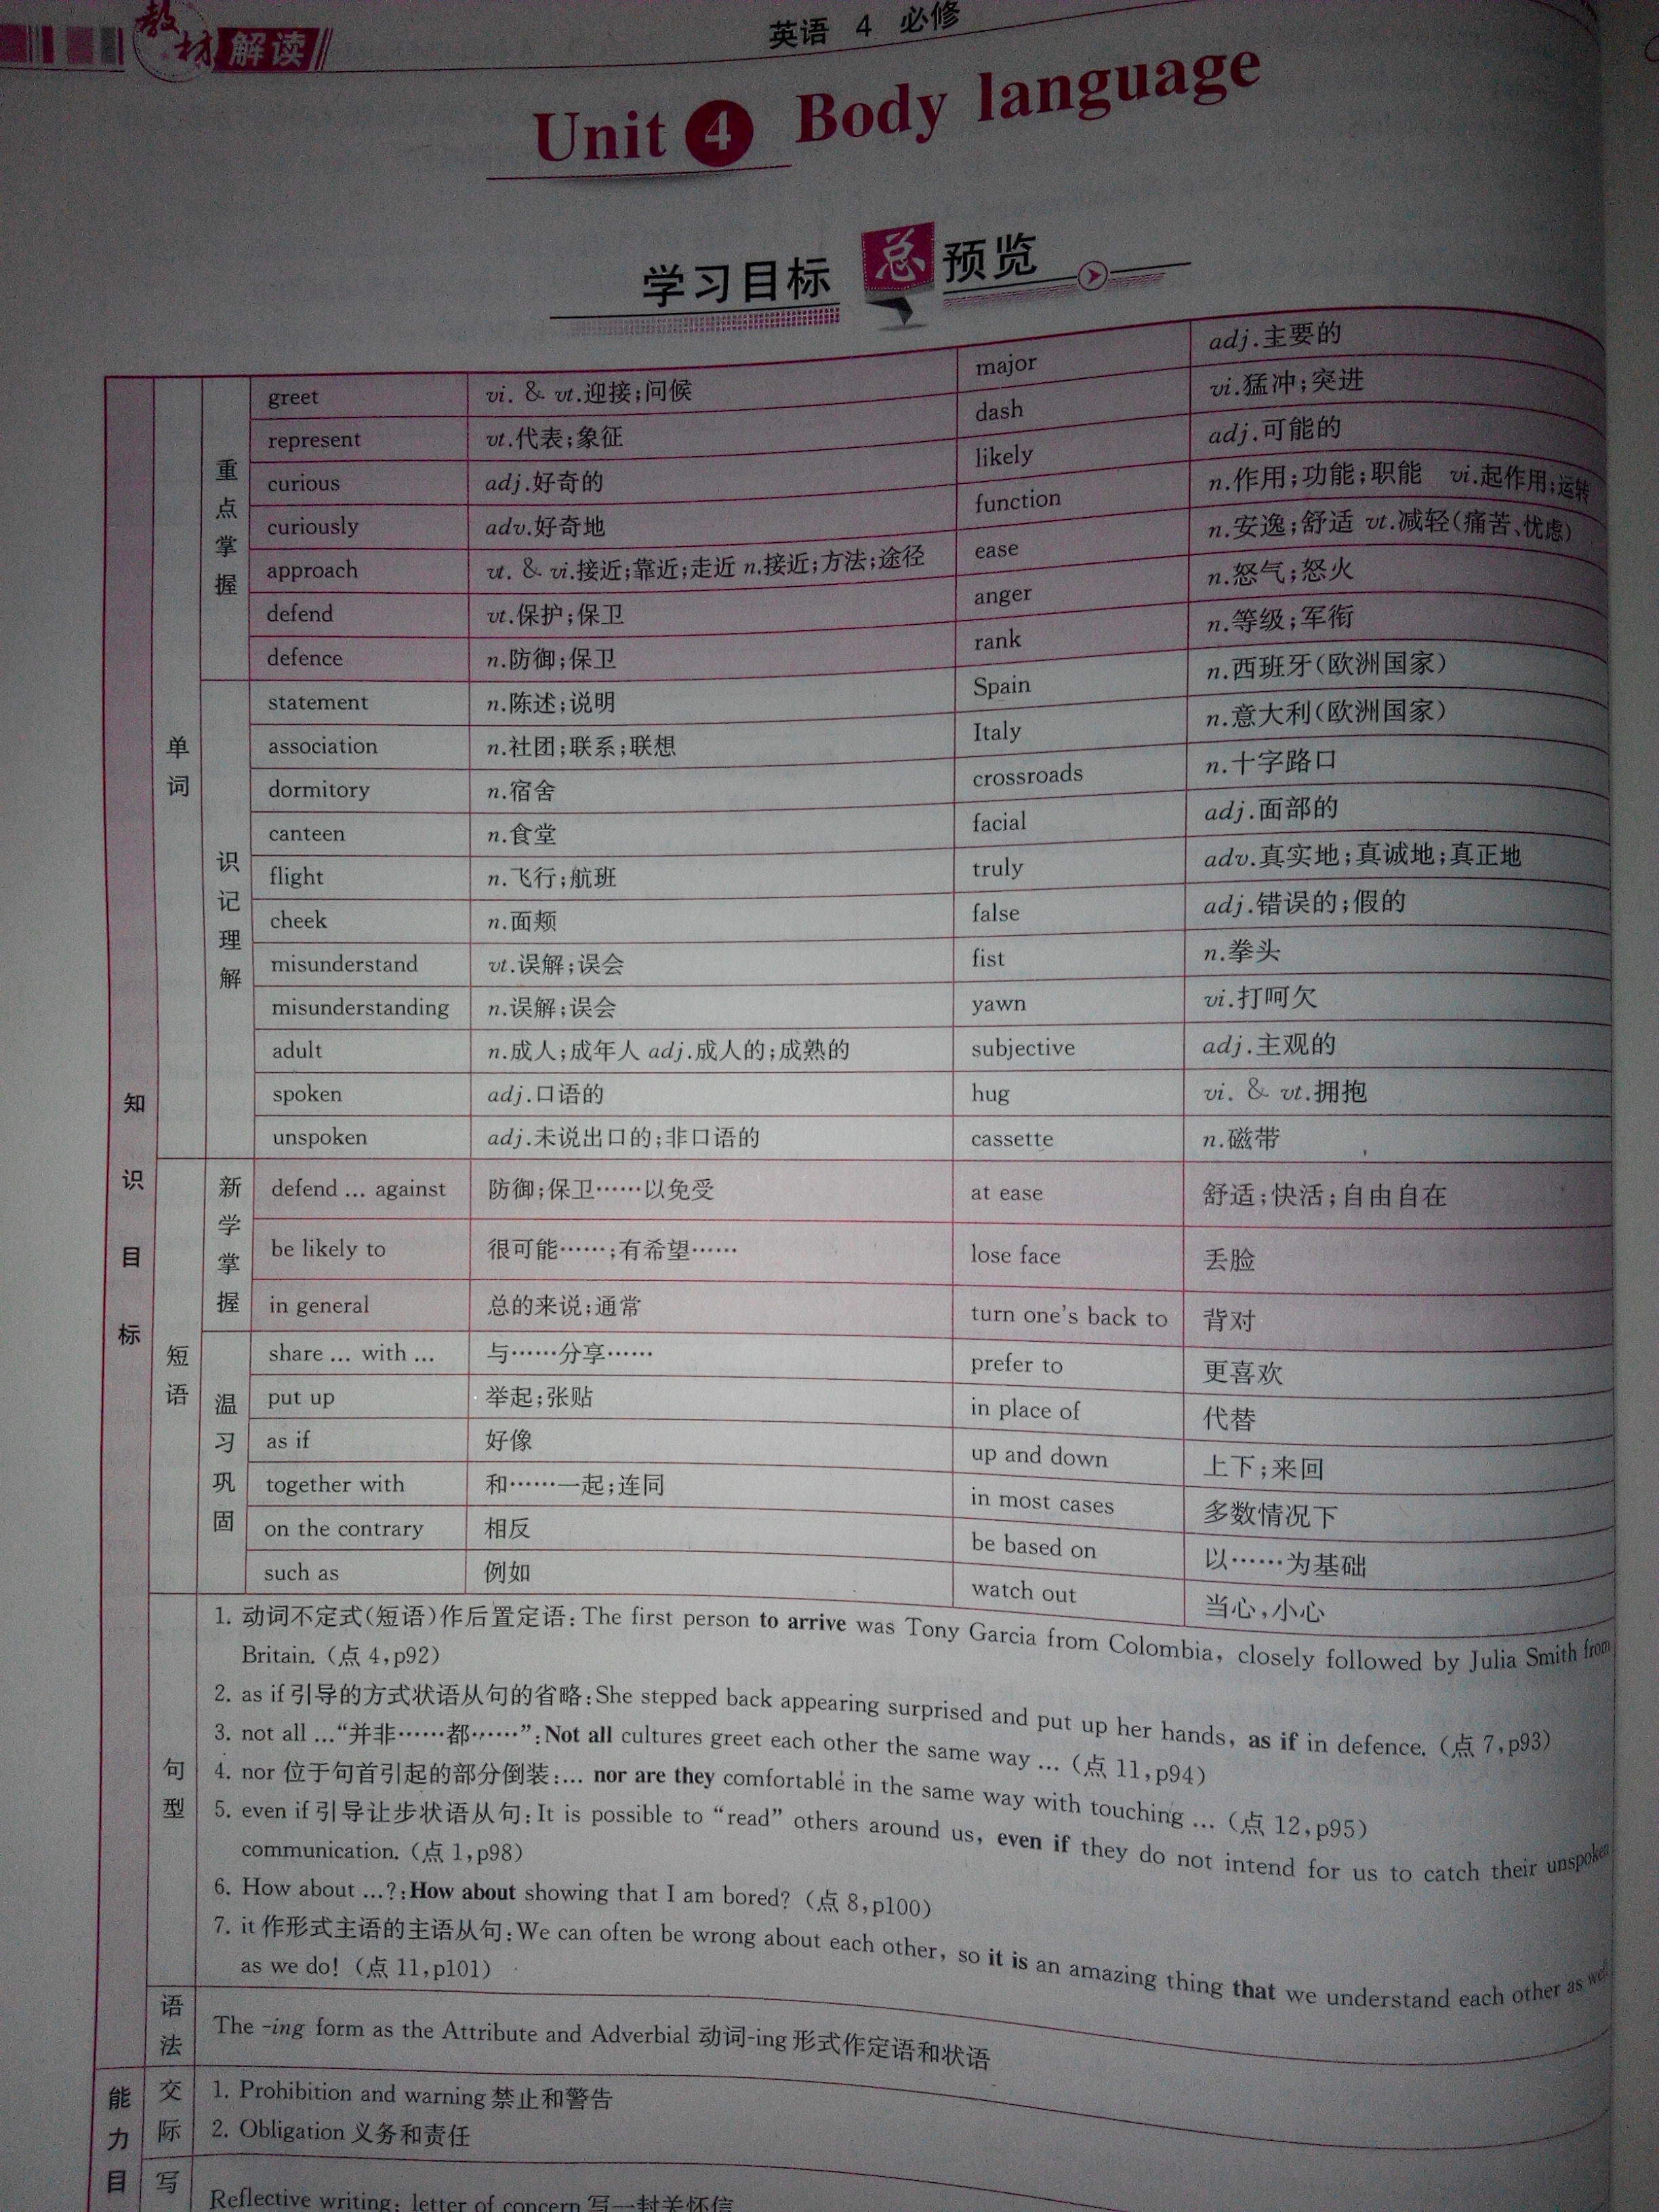 教材解读
英语 4 必修
Unit 4 Body language
学习目标总预览
知识目标
单词
重点掌握
greet vi. & vt.迎接;问候 major adj.主要的
represent vt.代表;象征 dash vi.猛冲;突进
curious adj.好奇的 likely adj.可能的
curiously adv.好奇地 function n.作用;功能;职能 vi.起作用;运转
approach vt. & vi.接近;靠近;走近 n.接近;方法;途径 ease n.安逸;舒适 vt.减轻(痛苦、忧虑)
defend vt.保护;保卫 anger n.怒气;怒火
defence n.防御;保卫 rank n.等级;军衔
识记理解
statement n.陈述;说明 Spain n.西班牙(欧洲国家)
association n.社团;联系;联想 Italy n.意大利(欧洲国家)
dormitory n.宿舍 crossroads n.十字路口
canteen n.食堂 facial adj.面部的
flight n.飞行;航班 truly adv.真实地;真诚地;真正地
cheek n.面颊 false adj.错误的;假的
misunderstand vt.误解;误会 fist n.拳头
misunderstanding n.误解;误会 yawn vi.打呵欠
adult n.成人;成年人 adj.成人的;成熟的 subjective adj.主观的
spoken adj.口语的 hug vi. & vt.拥抱
unspoken adj.未说出口的;非口语的 cassette n.磁带
短语
新学掌握
defend ... against 防御;保卫……以免受 at ease 舒适;快活;自由自在
be likely to 很可能……;有希望…… lose face 丢脸
in general 总的来说;通常 turn one's back to 背对
温习巩固
share ... with ... 与……分享…… prefer to 更喜欢
put up 举起;张贴 in place of 代替
as if 好像 up and down 上下;来回
together with 和……一起;连同 in most cases 多数情况下
on the contrary 相反 be based on 以……为基础
such as 例如 watch out 当心,小心
句型
1. 动词不定式(短语)作后置定语:The first person to arrive was Tony Garcia from Colombia, closely followed by Julia Smith from
Britain. (点 4,p92)
2. as if 引导的方式状语从句的省略:She stepped back appearing surprised and put up her hands, as if in defence. (点 7,p93)
3. not all ...“并非……都……”:Not all cultures greet each other the same way ... (点 11,p94)
4. nor 位于句首引起的部分倒装:... nor are they comfortable in the same way with touching ... (点 12,p95)
5. even if 引导让步状语从句:It is possible to “read” others around us, even if they do not intend for us to catch their unspoken
communication. (点 1,p98)
6. How about ...?:How about showing that I am bored? (点 8,p100)
7. it 作形式主语的主语从句:We can often be wrong about each other, so it is an amazing thing that we understand each other as well
as we do! (点 11,p101)
语法
The -ing form as the Attribute and Adverbial 动词-ing 形式作定语和状语
能力目
交际
1. Prohibition and warning 禁止和警告
2. Obligation 义务和责任
写
Reflective writing: letter of concern 写一封关怀信